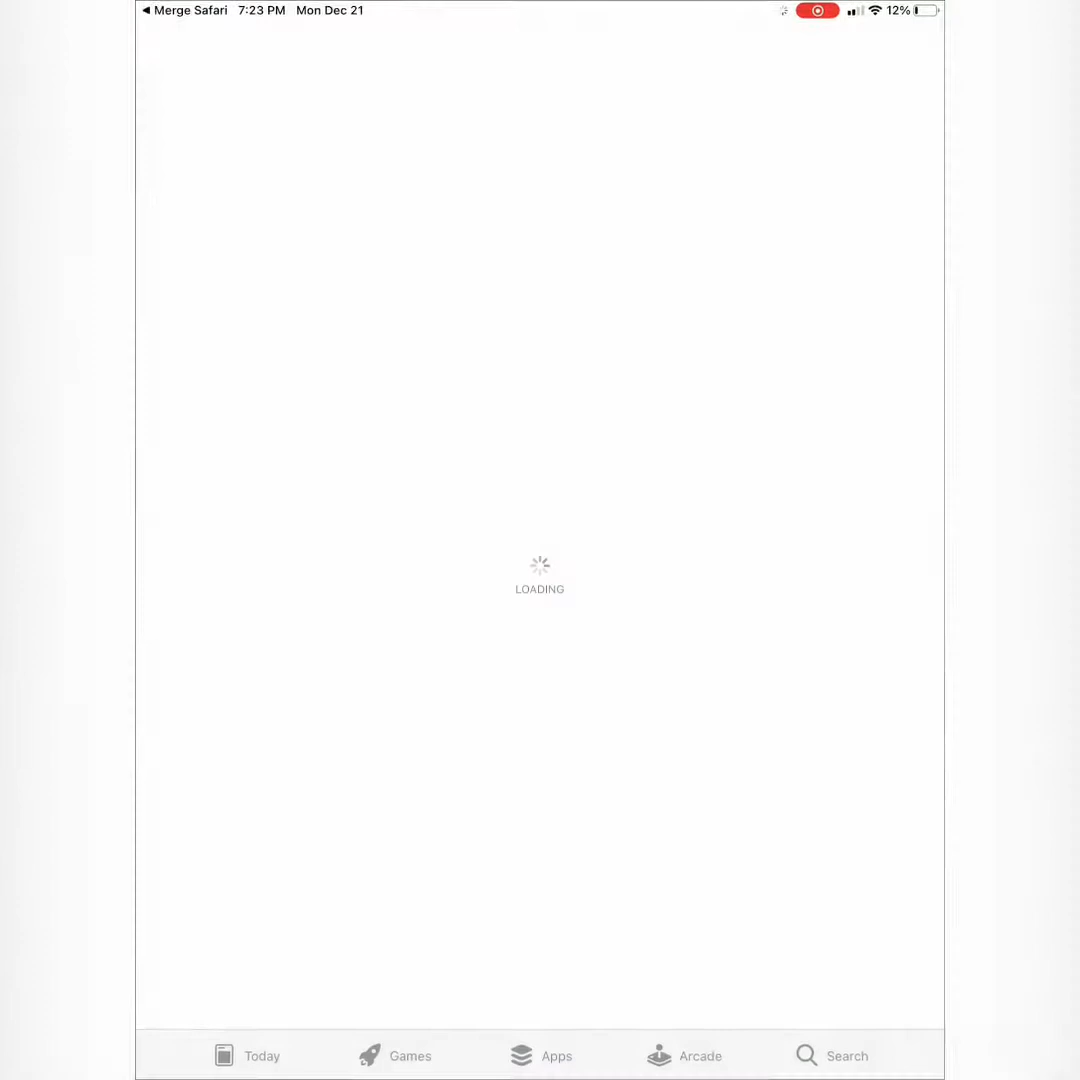 ◀ Merge Safari 7:23 PM Mon Dec 21 12%
LOADING
Today Games Apps Arcade Search